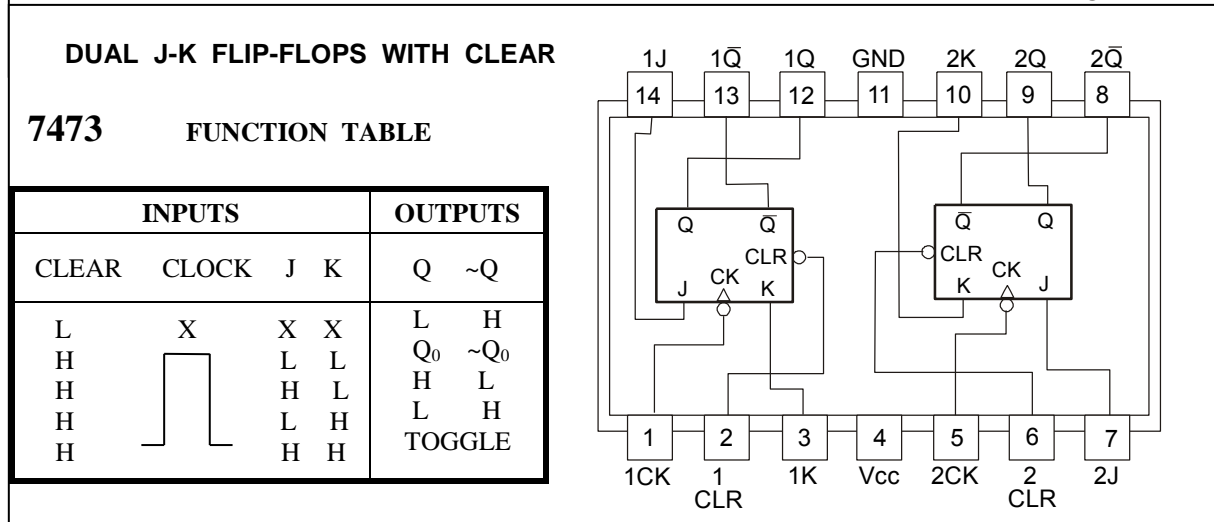 DUAL J-K FLIP-FLOPS WITH CLEAR
7473 FUNCTION TABLE
INPUTS OUTPUTS
CLEAR CLOCK J K Q ~Q
L X X X L H
H L L Q₀ ~Q₀
H H L H L
H L H L H
H H H TOGGLE
1J 1Q̅ 1Q GND 2K 2Q 2Q̅
14 13 12 11 10 9 8
Q Q̅
CLR
CK
J K
Q̅ Q
CLR
CK
K J
1 2 3 4 5 6 7
1CK 1 1K Vcc 2CK 2 2J
CLR CLR